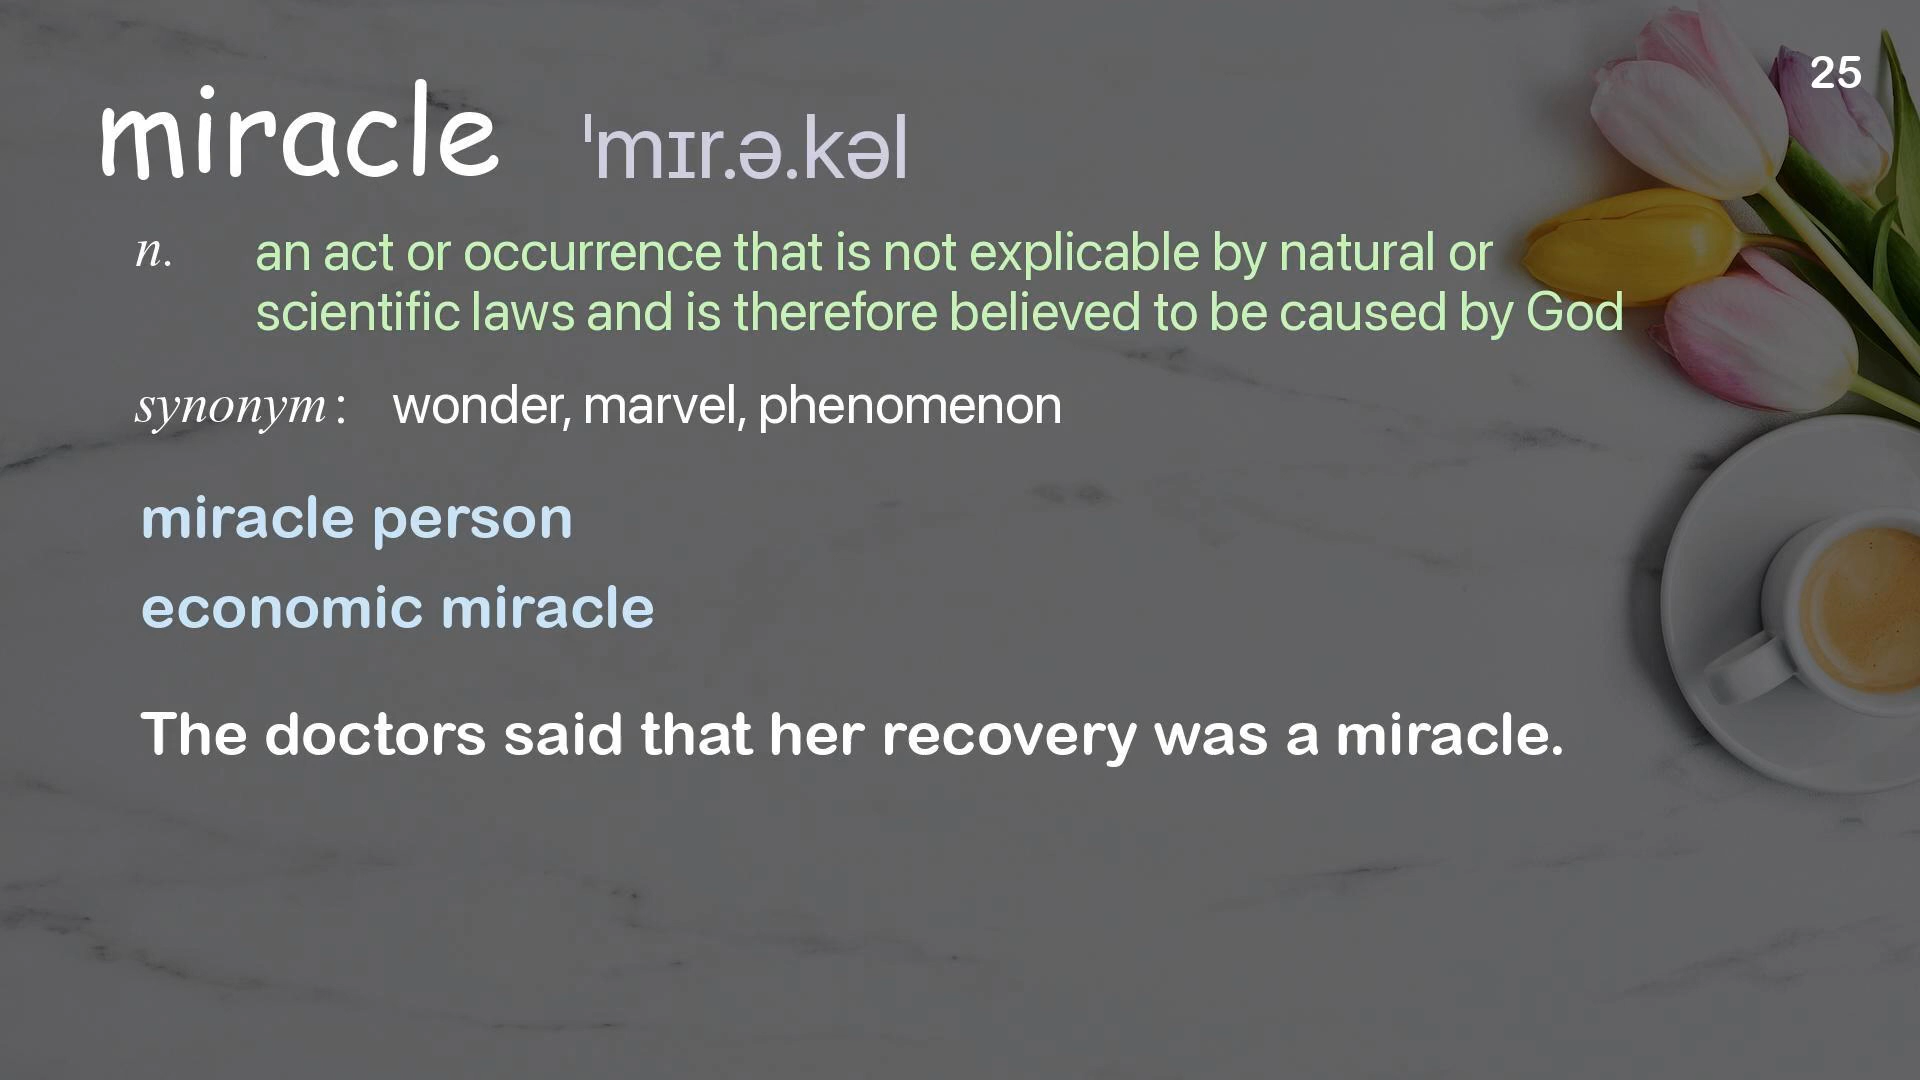 25
miracle ˈmɪr.ə.kəl
n. an act or occurrence that is not explicable by natural or
scientific laws and is therefore believed to be caused by God
synonym: wonder, marvel, phenomenon
miracle person
economic miracle
The doctors said that her recovery was a miracle.